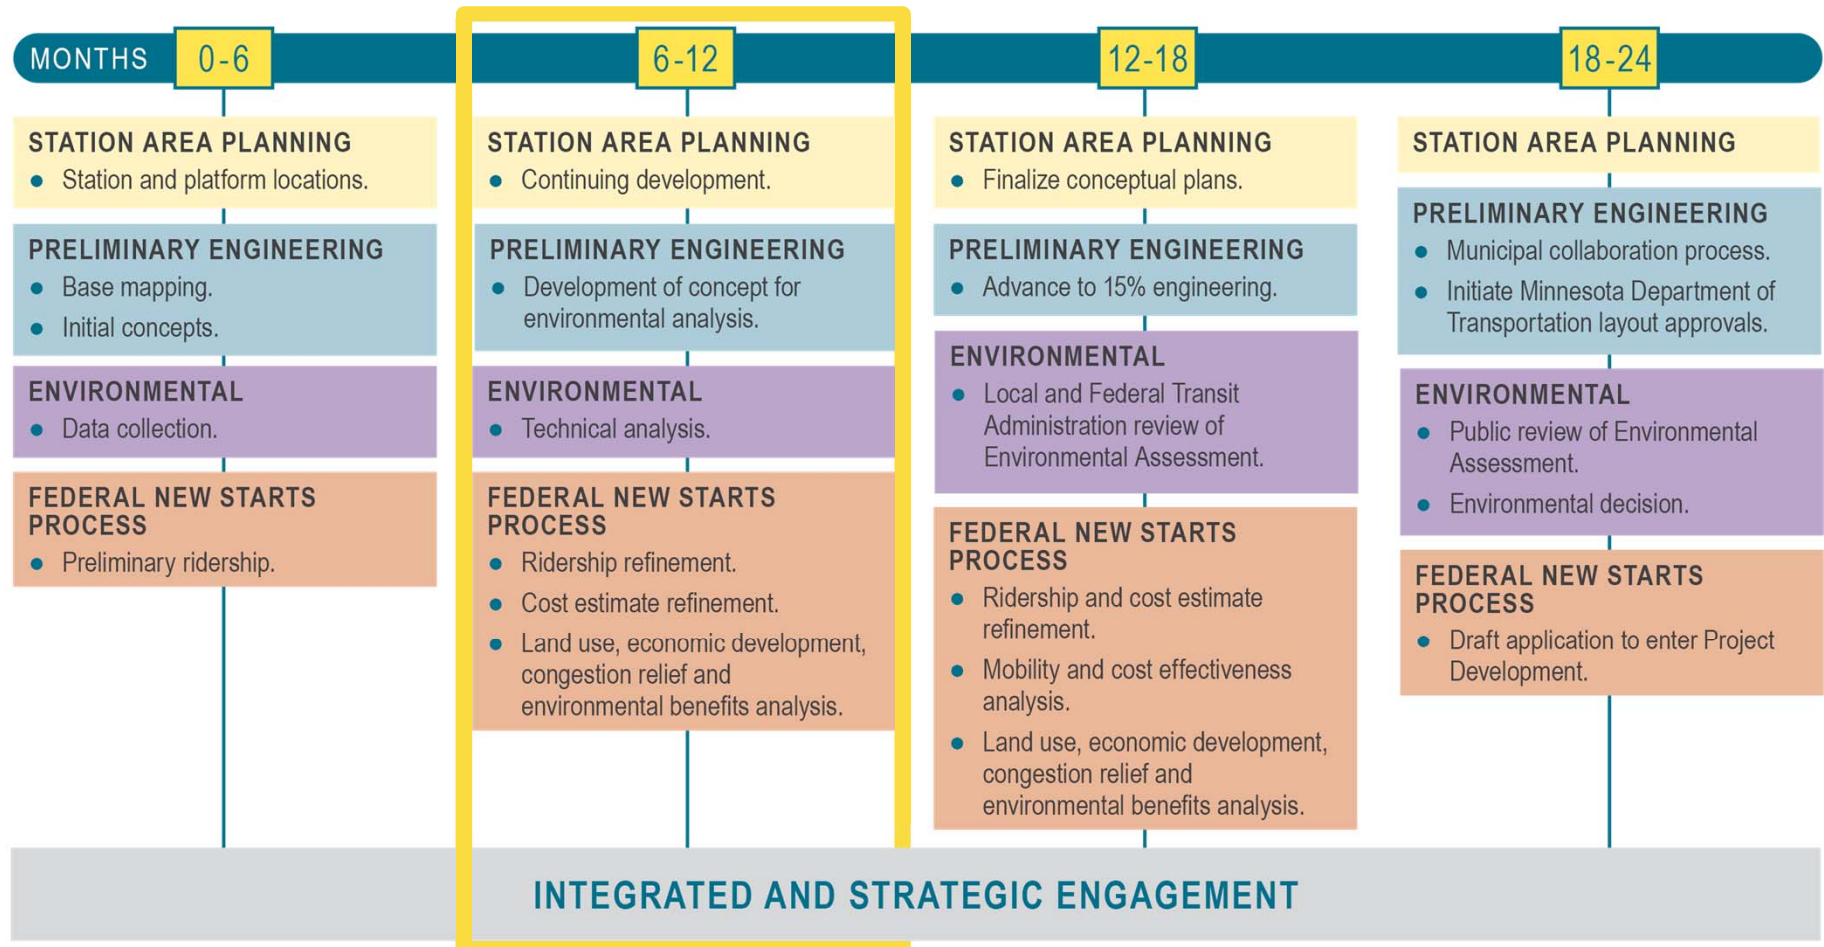 MONTHS 0-6 6-12 12-18 18-24
STATION AREA PLANNING
• Station and platform locations.
PRELIMINARY ENGINEERING
• Base mapping.
• Initial concepts.
ENVIRONMENTAL
• Data collection.
FEDERAL NEW STARTS
PROCESS
• Preliminary ridership.
STATION AREA PLANNING
• Continuing development.
PRELIMINARY ENGINEERING
• Development of concept for
environmental analysis.
ENVIRONMENTAL
• Technical analysis.
FEDERAL NEW STARTS
PROCESS
• Ridership refinement.
• Cost estimate refinement.
• Land use, economic development,
congestion relief and
environmental benefits analysis.
STATION AREA PLANNING
• Finalize conceptual plans.
PRELIMINARY ENGINEERING
• Advance to 15% engineering.
ENVIRONMENTAL
• Local and Federal Transit
Administration review of
Environmental Assessment.
FEDERAL NEW STARTS
PROCESS
• Ridership and cost estimate
refinement.
• Mobility and cost effectiveness
analysis.
• Land use, economic development,
congestion relief and
environmental benefits analysis.
STATION AREA PLANNING
PRELIMINARY ENGINEERING
• Municipal collaboration process.
• Initiate Minnesota Department of
Transportation layout approvals.
ENVIRONMENTAL
• Public review of Environmental
Assessment.
• Environmental decision.
FEDERAL NEW STARTS
PROCESS
• Draft application to enter Project
Development.
INTEGRATED AND STRATEGIC ENGAGEMENT